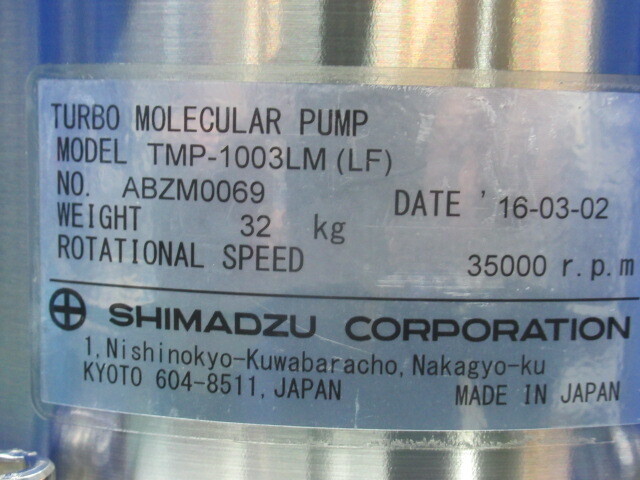 TURBO MOLECULAR PUMP
MODEL TMP-1003LM (LF)
NO. ABZM0069 DATE '16-03-02
WEIGHT 32 kg
ROTATIONAL SPEED 35000 r.p.m
SHIMADZU CORPORATION
1, Nishinokyo-Kuwabaracho, Nakagyo-ku
KYOTO 604-8511, JAPAN MADE IN JAPAN